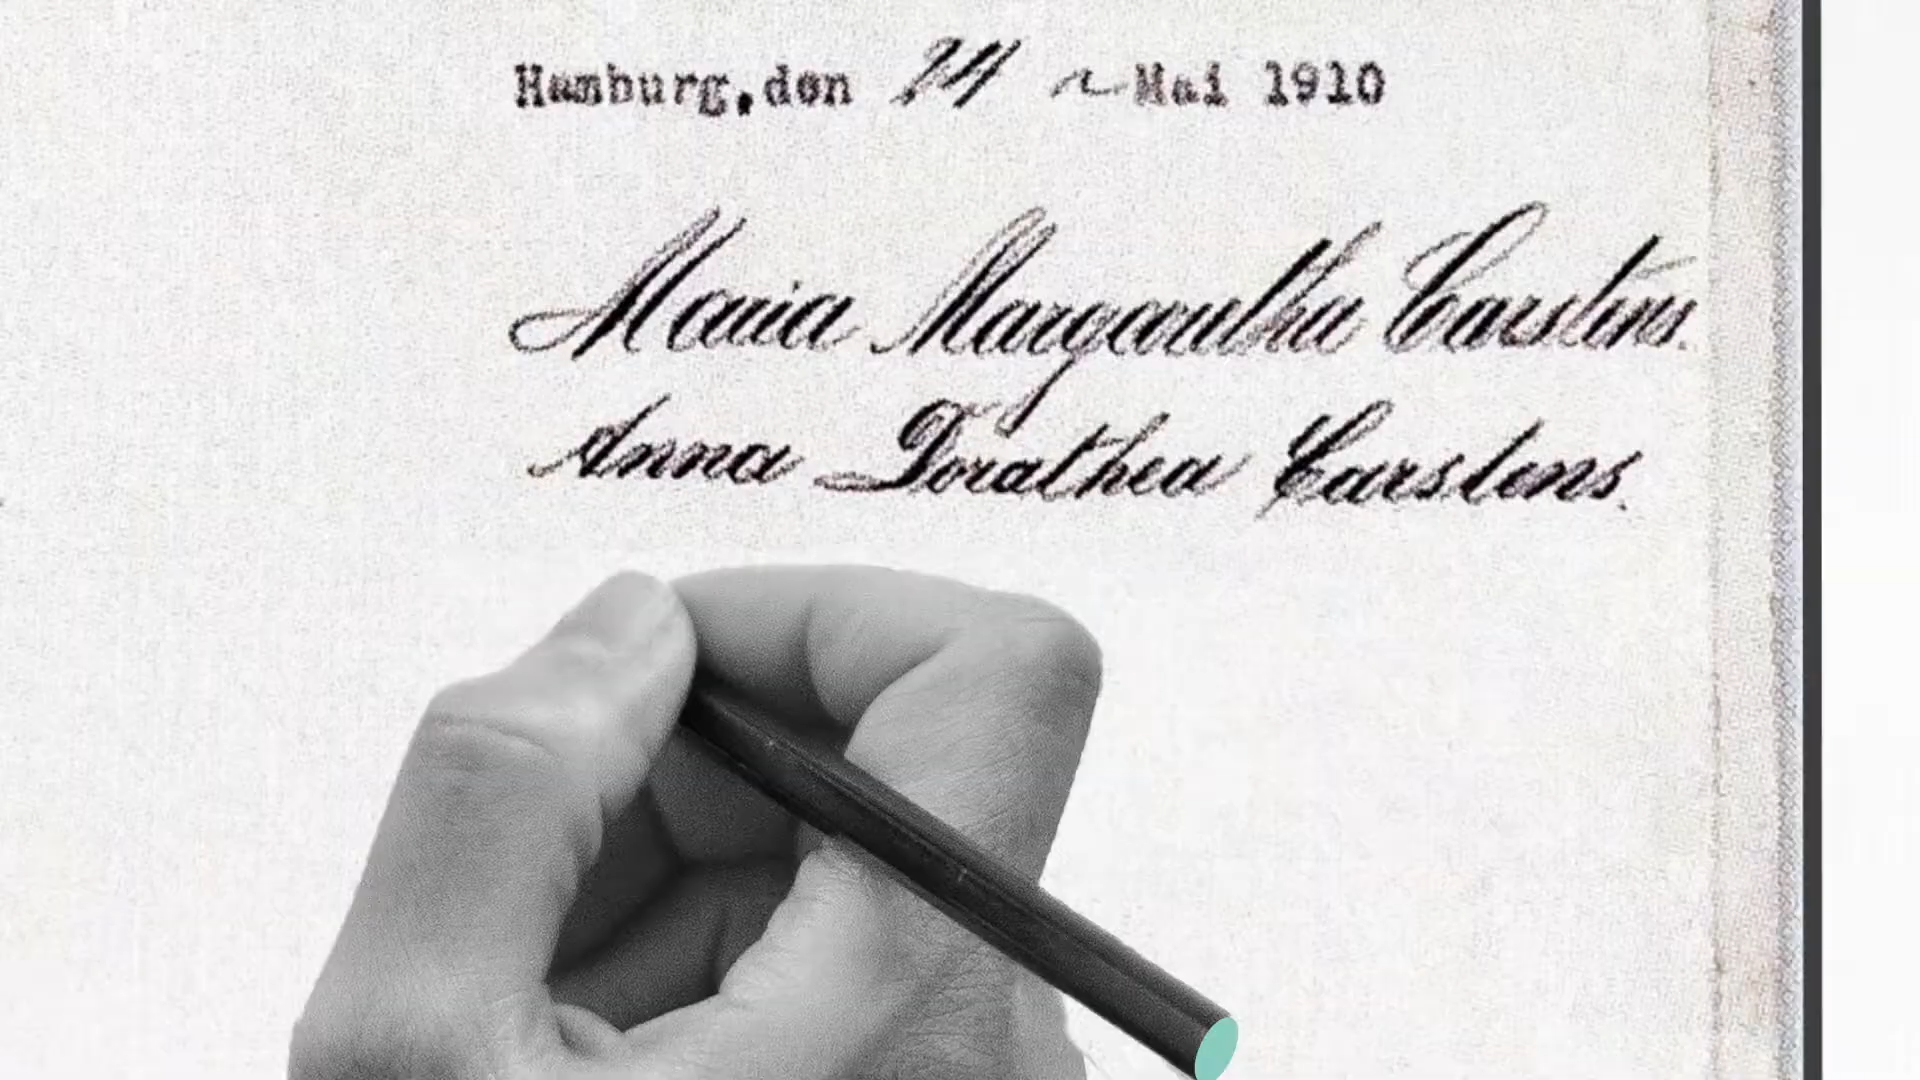 Hamburg, den 24 Mai 1910
Maria Margaretha Carstens.
Anna Dorathea Carstens.